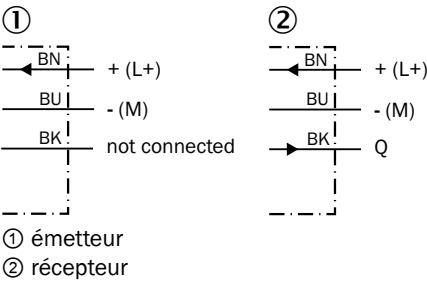 ① ②
BN + (L+) BN + (L+)
BU - (M) BU - (M)
BK not connected BK Q
① émetteur
② récepteur